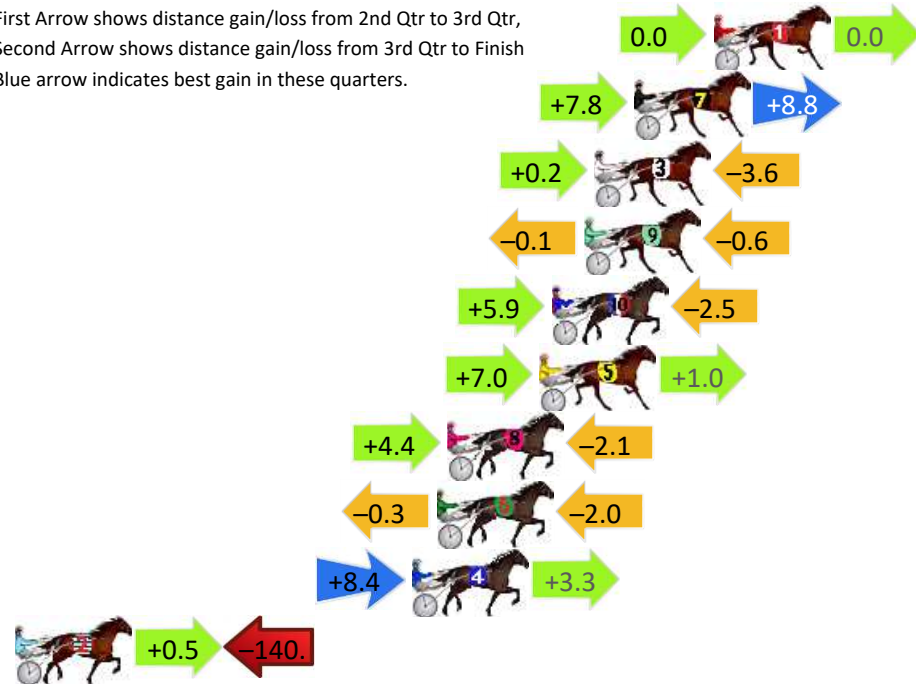 First Arrow shows distance gain/loss from 2nd Qtr to 3rd Qtr,
Second Arrow shows distance gain/loss from 3rd Qtr to Finish
Blue arrow indicates best gain in these quarters.
0.0 1 0.0
+7.8 7 +8.8
+0.2 3 –3.6
–0.1 9 –0.6
+5.9 10 –2.5
+7.0 5 +1.0
+4.4 8 –2.1
–0.3 6 –2.0
+8.4 4 +3.3
2 +0.5 –140.